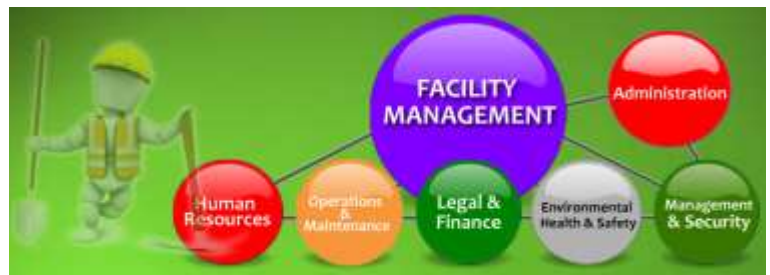 FACILITY
MANAGEMENT
Administration
Human
Resources
Operations
&
Maintenance
Legal &
Finance
Environmental
Health & Safety
Management
& Security